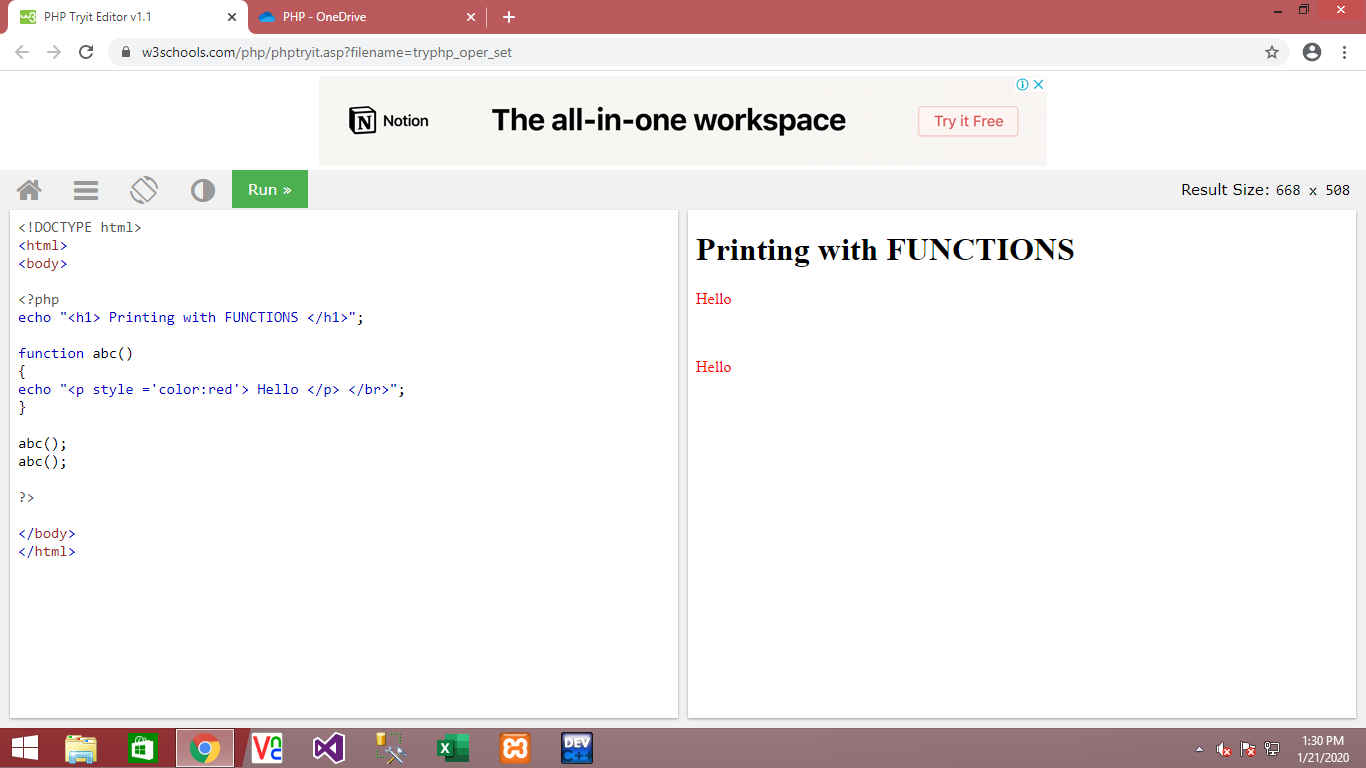 PHP Tryit Editor v1.1
PHP - OneDrive
w3schools.com/php/phptryit.asp?filename=tryphp_oper_set
Notion
The all-in-one workspace
Try it Free
Run »
Result Size: 668 x 508
<!DOCTYPE html>
<html>
<body>
<?php
echo "<h1> Printing with FUNCTIONS </h1>";
function abc()
{
echo "<p style ='color:red'> Hello </p> </br>";
}
abc();
abc();
?>
</body>
</html>
Printing with FUNCTIONS
Hello
Hello
DEV
C++
1:30 PM
1/21/2020